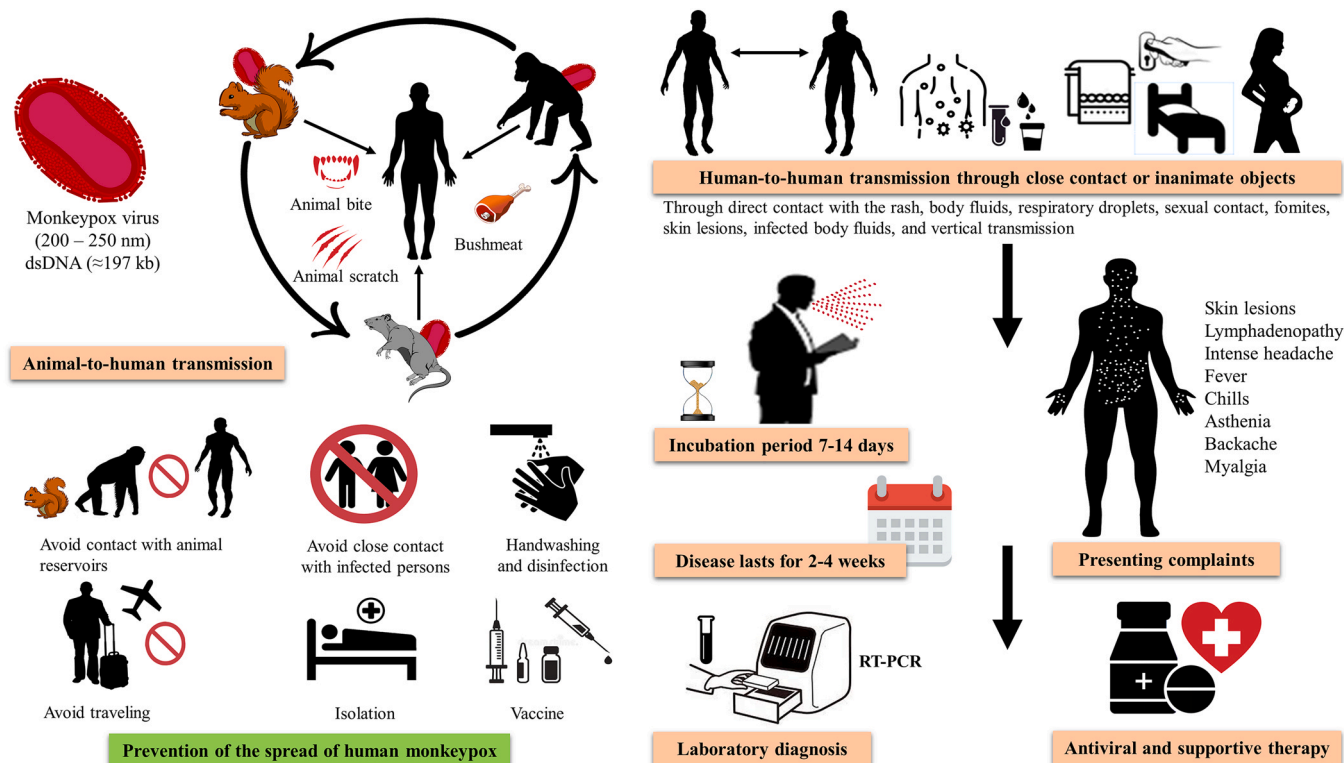 Monkeypox virus
(200 – 250 nm)
dsDNA (≈197 kb)
Animal bite
Animal scratch
Bushmeat
Animal-to-human transmission
Avoid contact with animal
reservoirs
Avoid close contact
with infected persons
Handwashing
and disinfection
Avoid traveling
Isolation
Vaccine
Prevention of the spread of human monkeypox
Human-to-human transmission through close contact or inanimate objects
Through direct contact with the rash, body fluids, respiratory droplets, sexual contact, fomites,
skin lesions, infected body fluids, and vertical transmission
Incubation period 7-14 days
Disease lasts for 2-4 weeks
Skin lesions
Lymphadenopathy
Intense headache
Fever
Chills
Asthenia
Backache
Myalgia
Presenting complaints
RT-PCR
Laboratory diagnosis
Antiviral and supportive therapy